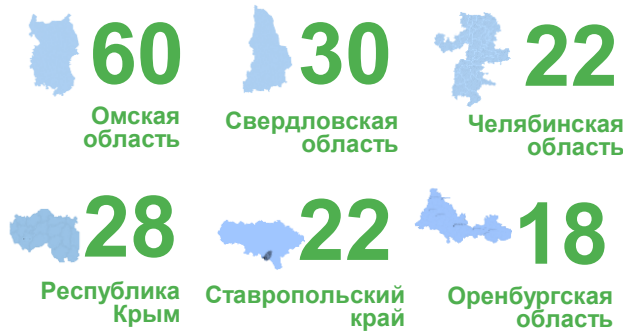 60
Омская
область
30
Свердловская
область
22
Челябинская
область
28
Республика
Крым
22
Ставропольский
край
18
Оренбургская
область